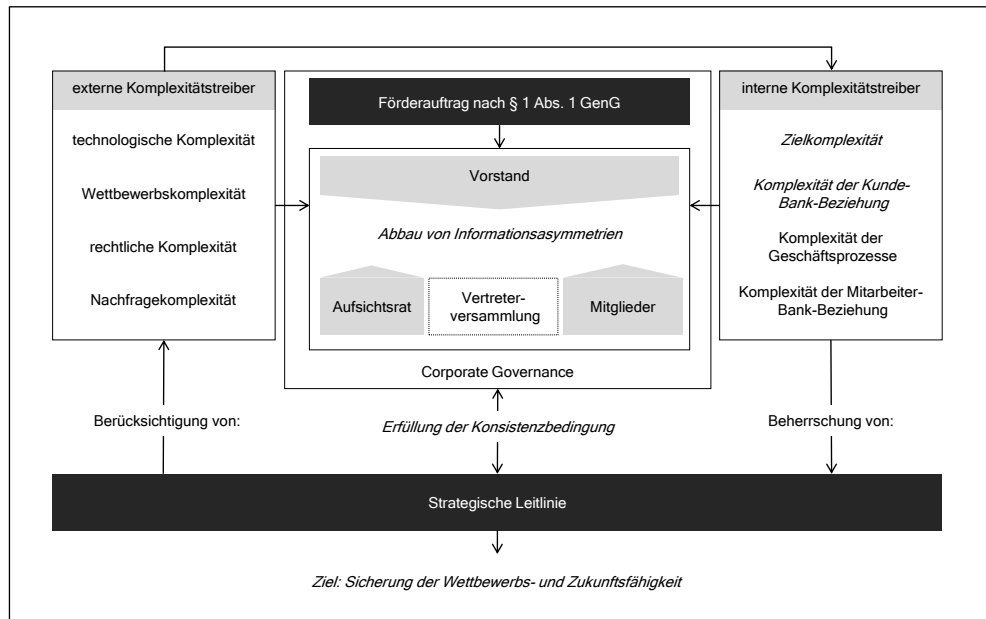 externe Komplexitätstreiber
technologische Komplexität
Wettbewerbskomplexität
rechtliche Komplexität
Nachfragekomplexität
Förderauftrag nach § 1 Abs. 1 GenG
Vorstand
Abbau von Informationsasymmetrien
Aufsichtsrat
Vertreter-
versammlung
Mitglieder
Corporate Governance
interne Komplexitätstreiber
Zielkomplexität
Komplexität der Kunde-
Bank-Beziehung
Komplexität der
Geschäftsprozesse
Komplexität der Mitarbeiter-
Bank-Beziehung
Berücksichtigung von:
Erfüllung der Konsistenzbedingung
Beherrschung von:
Strategische Leitlinie
Ziel: Sicherung der Wettbewerbs- und Zukunftsfähigkeit